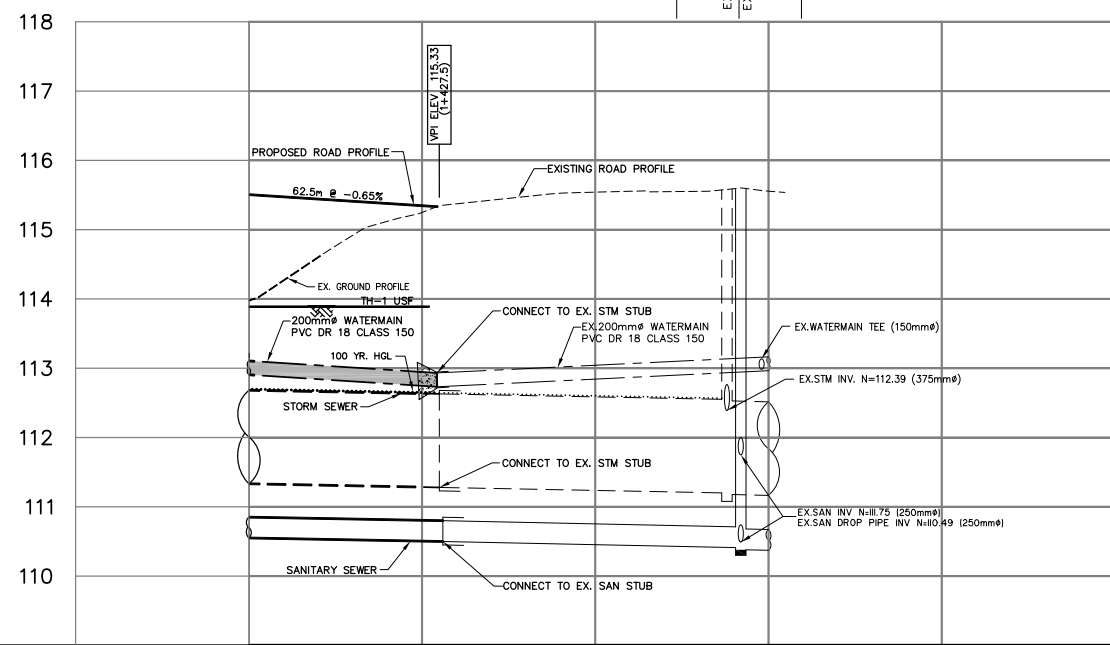 EX
EX
118
117
116
115
114
113
112
111
110
VPI ELEV 115.33
(1+427.5)
PROPOSED ROAD PROFILE
EXISTING ROAD PROFILE
62.5m @ -0.65%
EX. GROUND PROFILE
TH-1 USF
200mmø WATERMAIN
PVC DR 18 CLASS 150
CONNECT TO EX. STM STUB
EX.200mmø WATERMAIN
PVC DR 18 CLASS 150
EX.WATERMAIN TEE (150mmø)
100 YR. HGL
EX.STM INV. N=112.39 (375mmø)
STORM SEWER
CONNECT TO EX. STM STUB
EX.SAN INV N=111.75 (250mmø)
EX.SAN DROP PIPE INV N=110.49 (250mmø)
SANITARY SEWER
CONNECT TO EX. SAN STUB